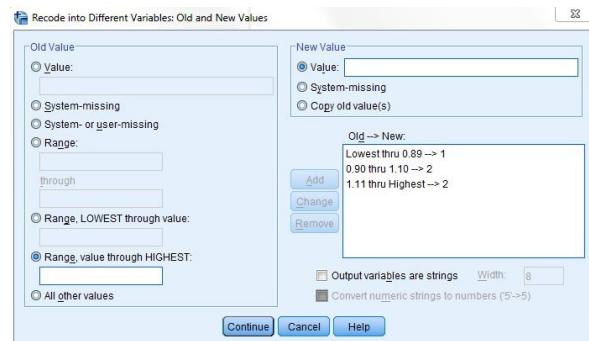 Recode into Different Variables: Old and New Values
Old Value
Value:
System-missing
System- or user-missing
Range:
through
Range, LOWEST through value:
Range, value through HIGHEST:
All other values
New Value
Value:
System-missing
Copy old value(s)
Old --> New:
Lowest thru 0.89 --> 1
0.90 thru 1.10 --> 2
1.11 thru Highest --> 2
Add
Change
Remove
Output variables are strings Width: 8
Convert numeric strings to numbers ('5'->5)
Continue Cancel Help